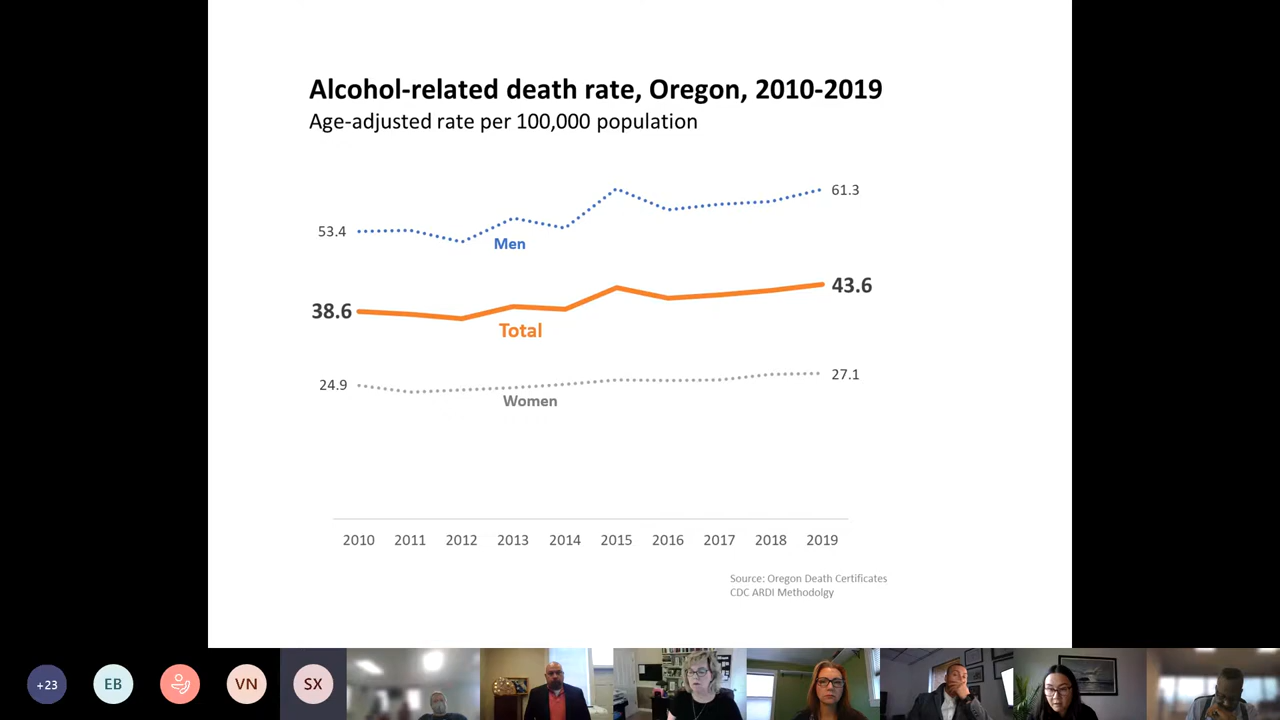 Alcohol-related death rate, Oregon, 2010-2019
Age-adjusted rate per 100,000 population
61.3
53.4
Men
43.6
38.6
Total
27.1
24.9
Women
2010 2011 2012 2013 2014 2015 2016 2017 2018 2019
Source: Oregon Death Certificates
CDC ARDI Methodolgy
+23 EB VN SX